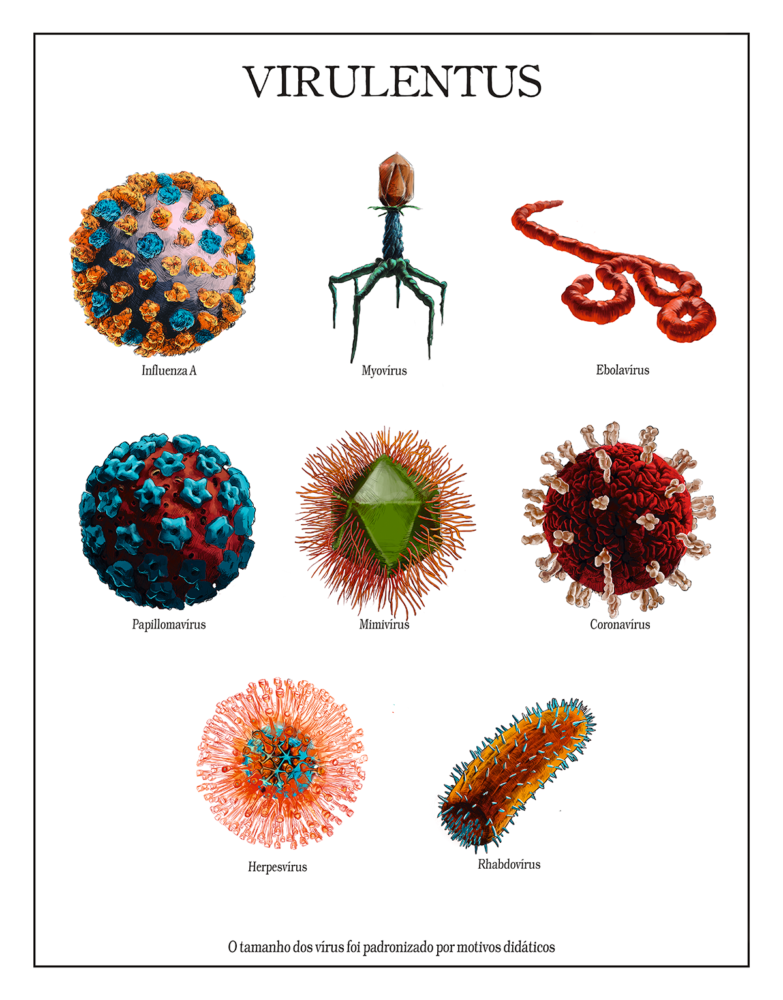 VIRULENTUS
Influenza A
Myovírus
Ebolavírus
Papillomavírus
Mimivírus
Coronavírus
Herpesvírus
Rhabdovírus
O tamanho dos vírus foi padronizado por motivos didáticos